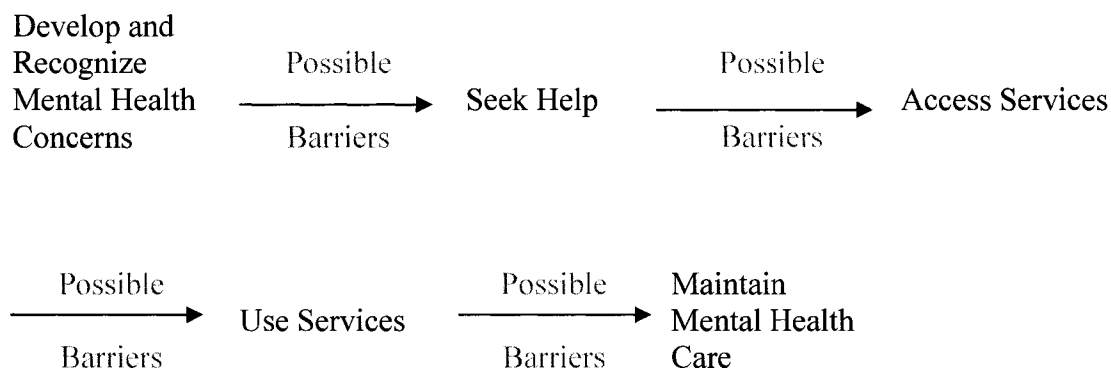 Develop and
Recognize
Mental Health
Concerns
Possible
Barriers
Seek Help
Possible
Barriers
Access Services
Possible
Barriers
Use Services
Possible
Barriers
Maintain
Mental Health
Care